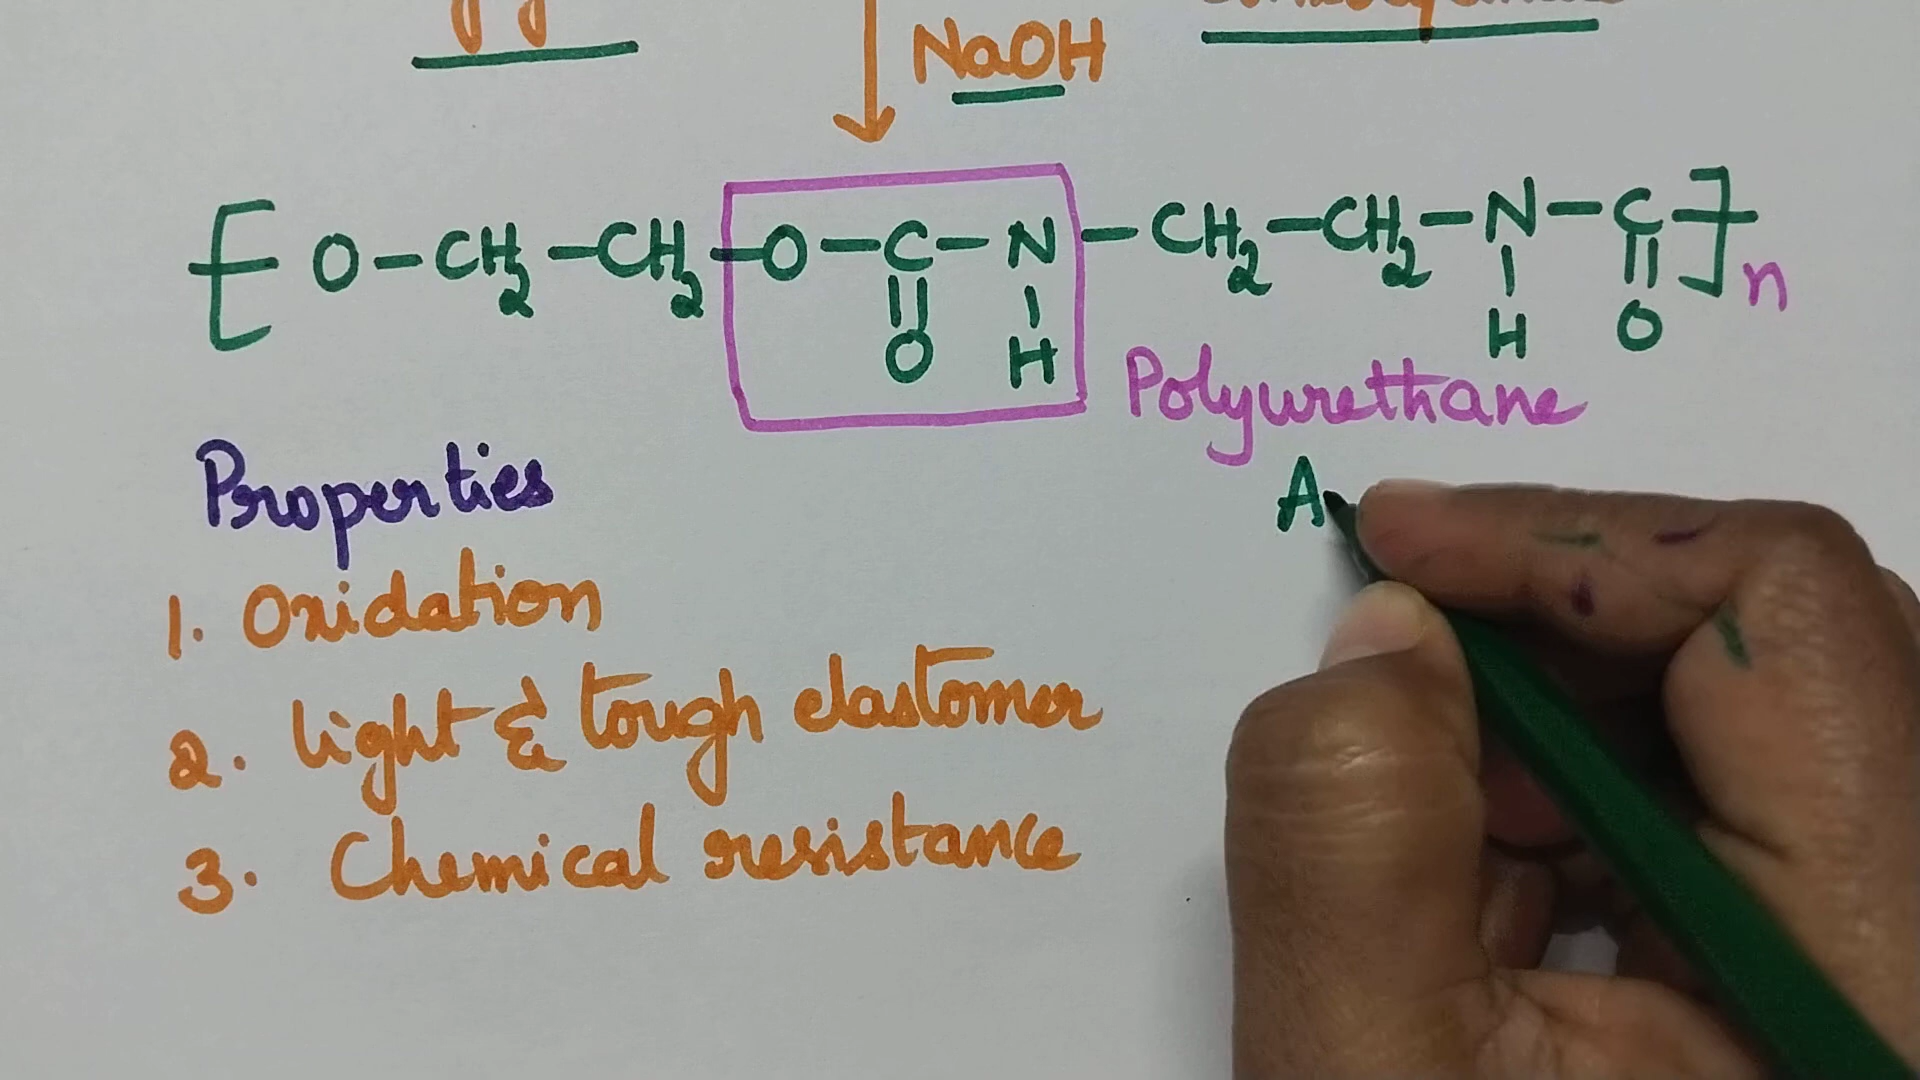 NaOH
[O-CH2-CH2-O-C-N-CH2-CH2-N-C]n
O H H O
Polyurethane
A
Properties
1. Oxidation
2. light & tough elastomer
3. Chemical resistance